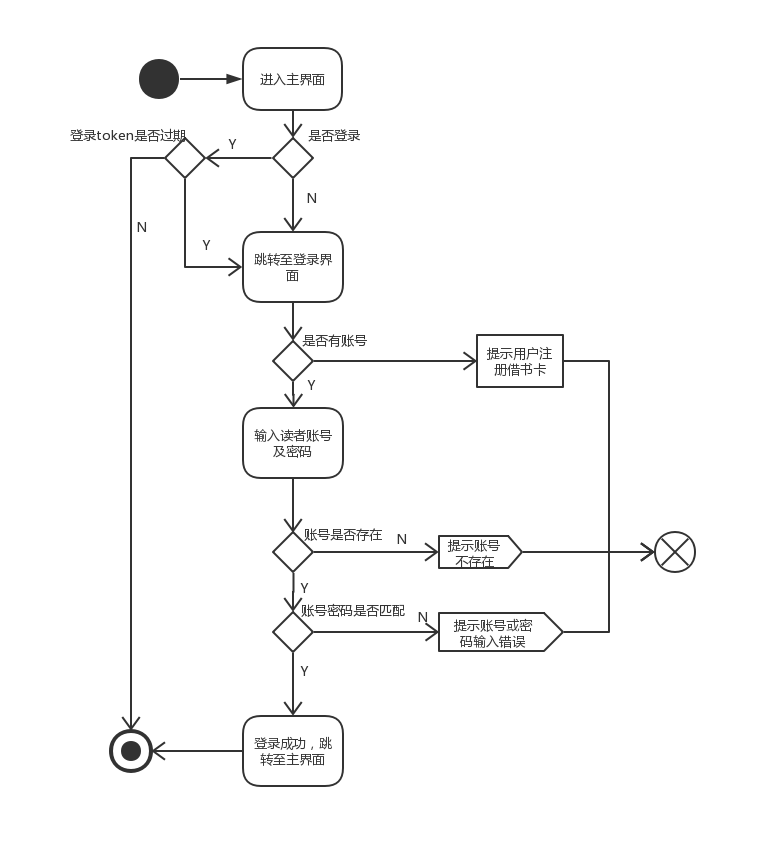 进入主界面
登录token是否过期
Y
是否登录
N
N
Y
跳转至登录界
面
是否有账号
提示用户注
册借书卡
Y
输入读者账号
及密码
账号是否存在
N
提示账号
不存在
Y
账号密码是否匹配
N
提示账号或密
码输入错误
Y
登录成功，跳
转至主界面